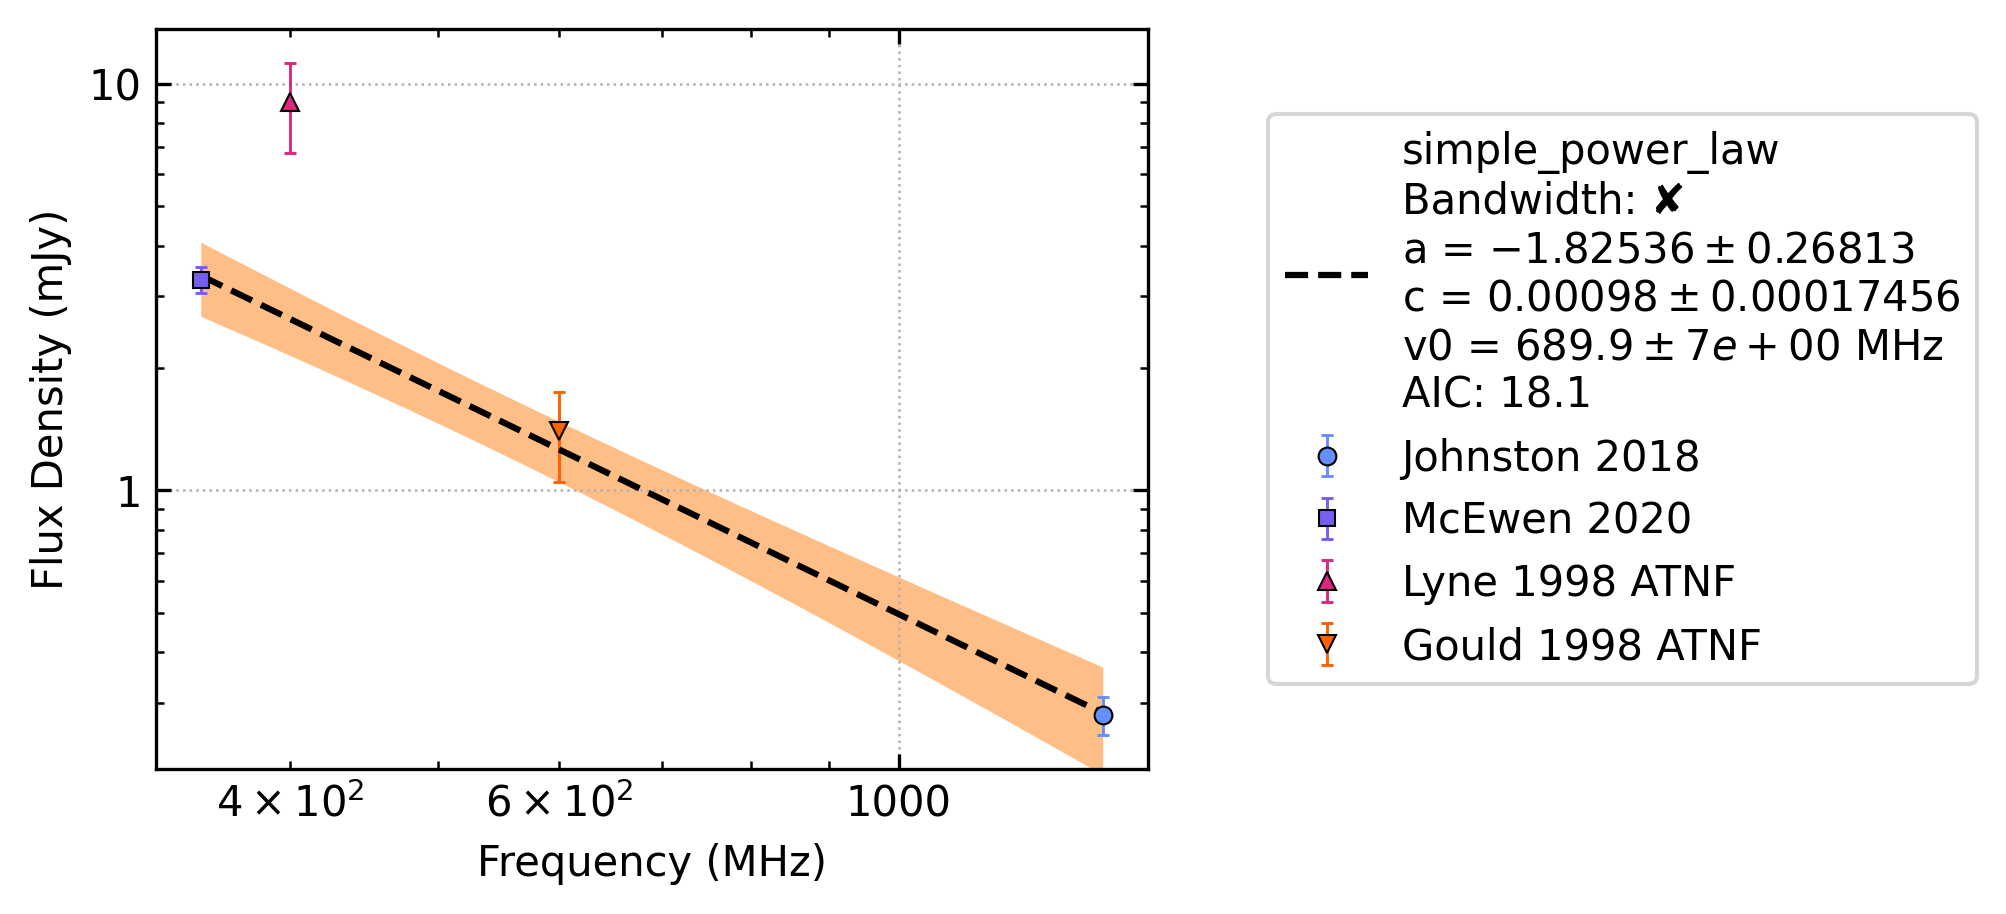 10
1
Flux Density (mJy)
4 × 10²
6 × 10²
1000
Frequency (MHz)
simple_power_law
Bandwidth: ✘
a = −1.82536 ± 0.26813
c = 0.00098 ± 0.00017456
v0 = 689.9 ± 7e + 00 MHz
AIC: 18.1
Johnston 2018
McEwen 2020
Lyne 1998 ATNF
Gould 1998 ATNF